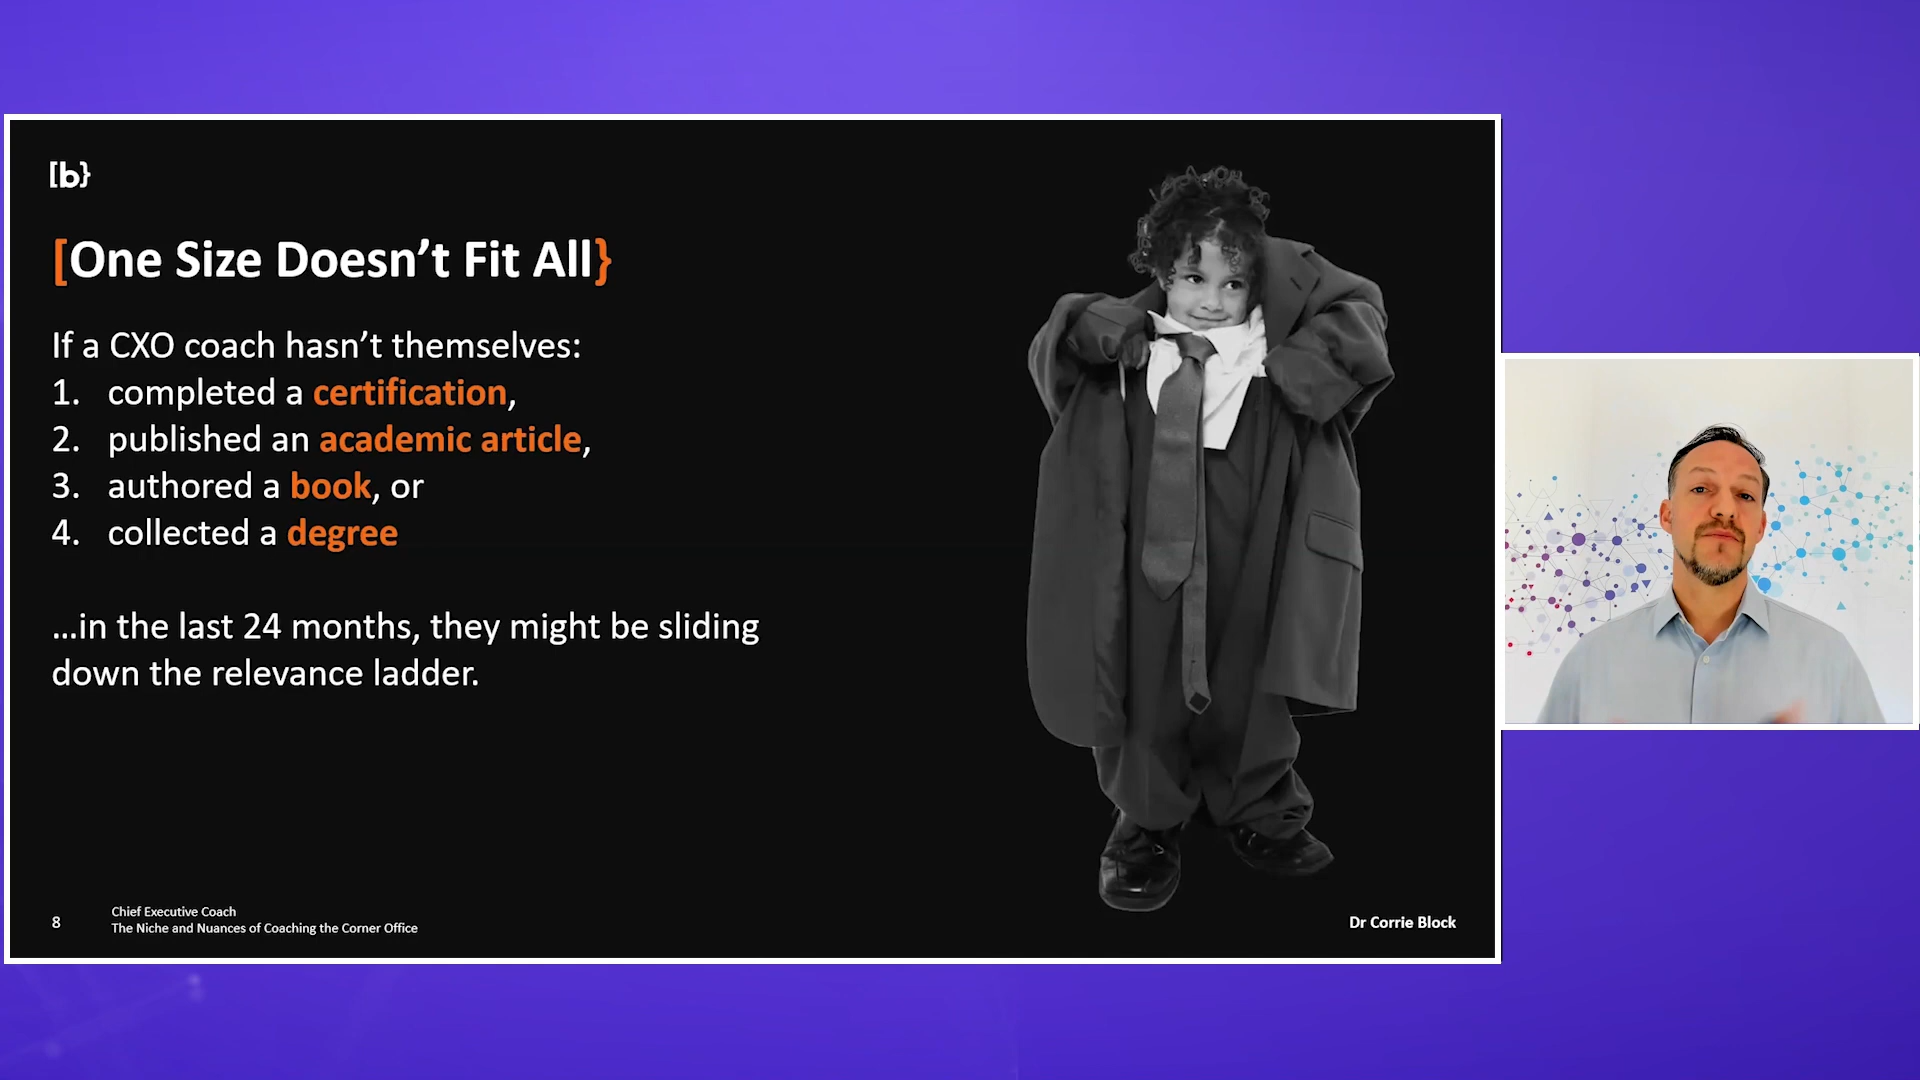 [b}
[One Size Doesn’t Fit All}
If a CXO coach hasn’t themselves:
1. completed a certification,
2. published an academic article,
3. authored a book, or
4. collected a degree
…in the last 24 months, they might be sliding
down the relevance ladder.
8
Chief Executive Coach
The Niche and Nuances of Coaching the Corner Office
Dr Corrie Block